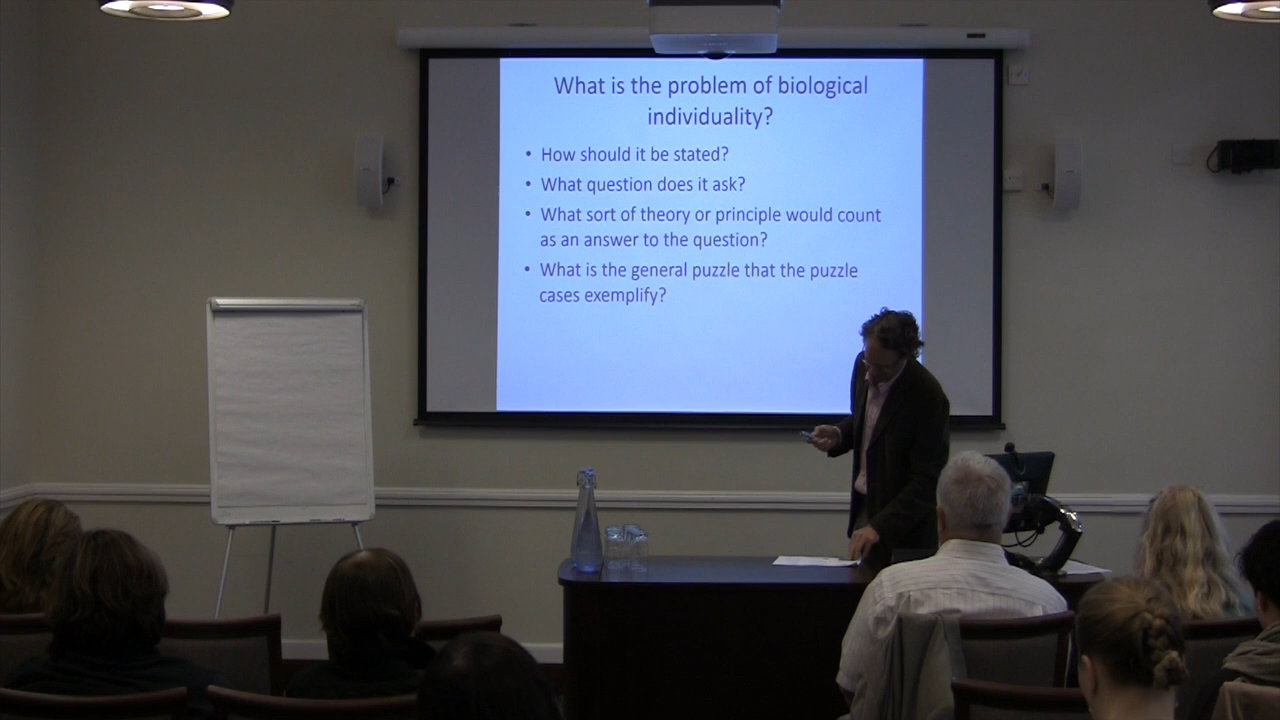 What is the problem of biological
individuality?
• How should it be stated?
• What question does it ask?
• What sort of theory or principle would count
as an answer to the question?
• What is the general puzzle that the puzzle
cases exemplify?